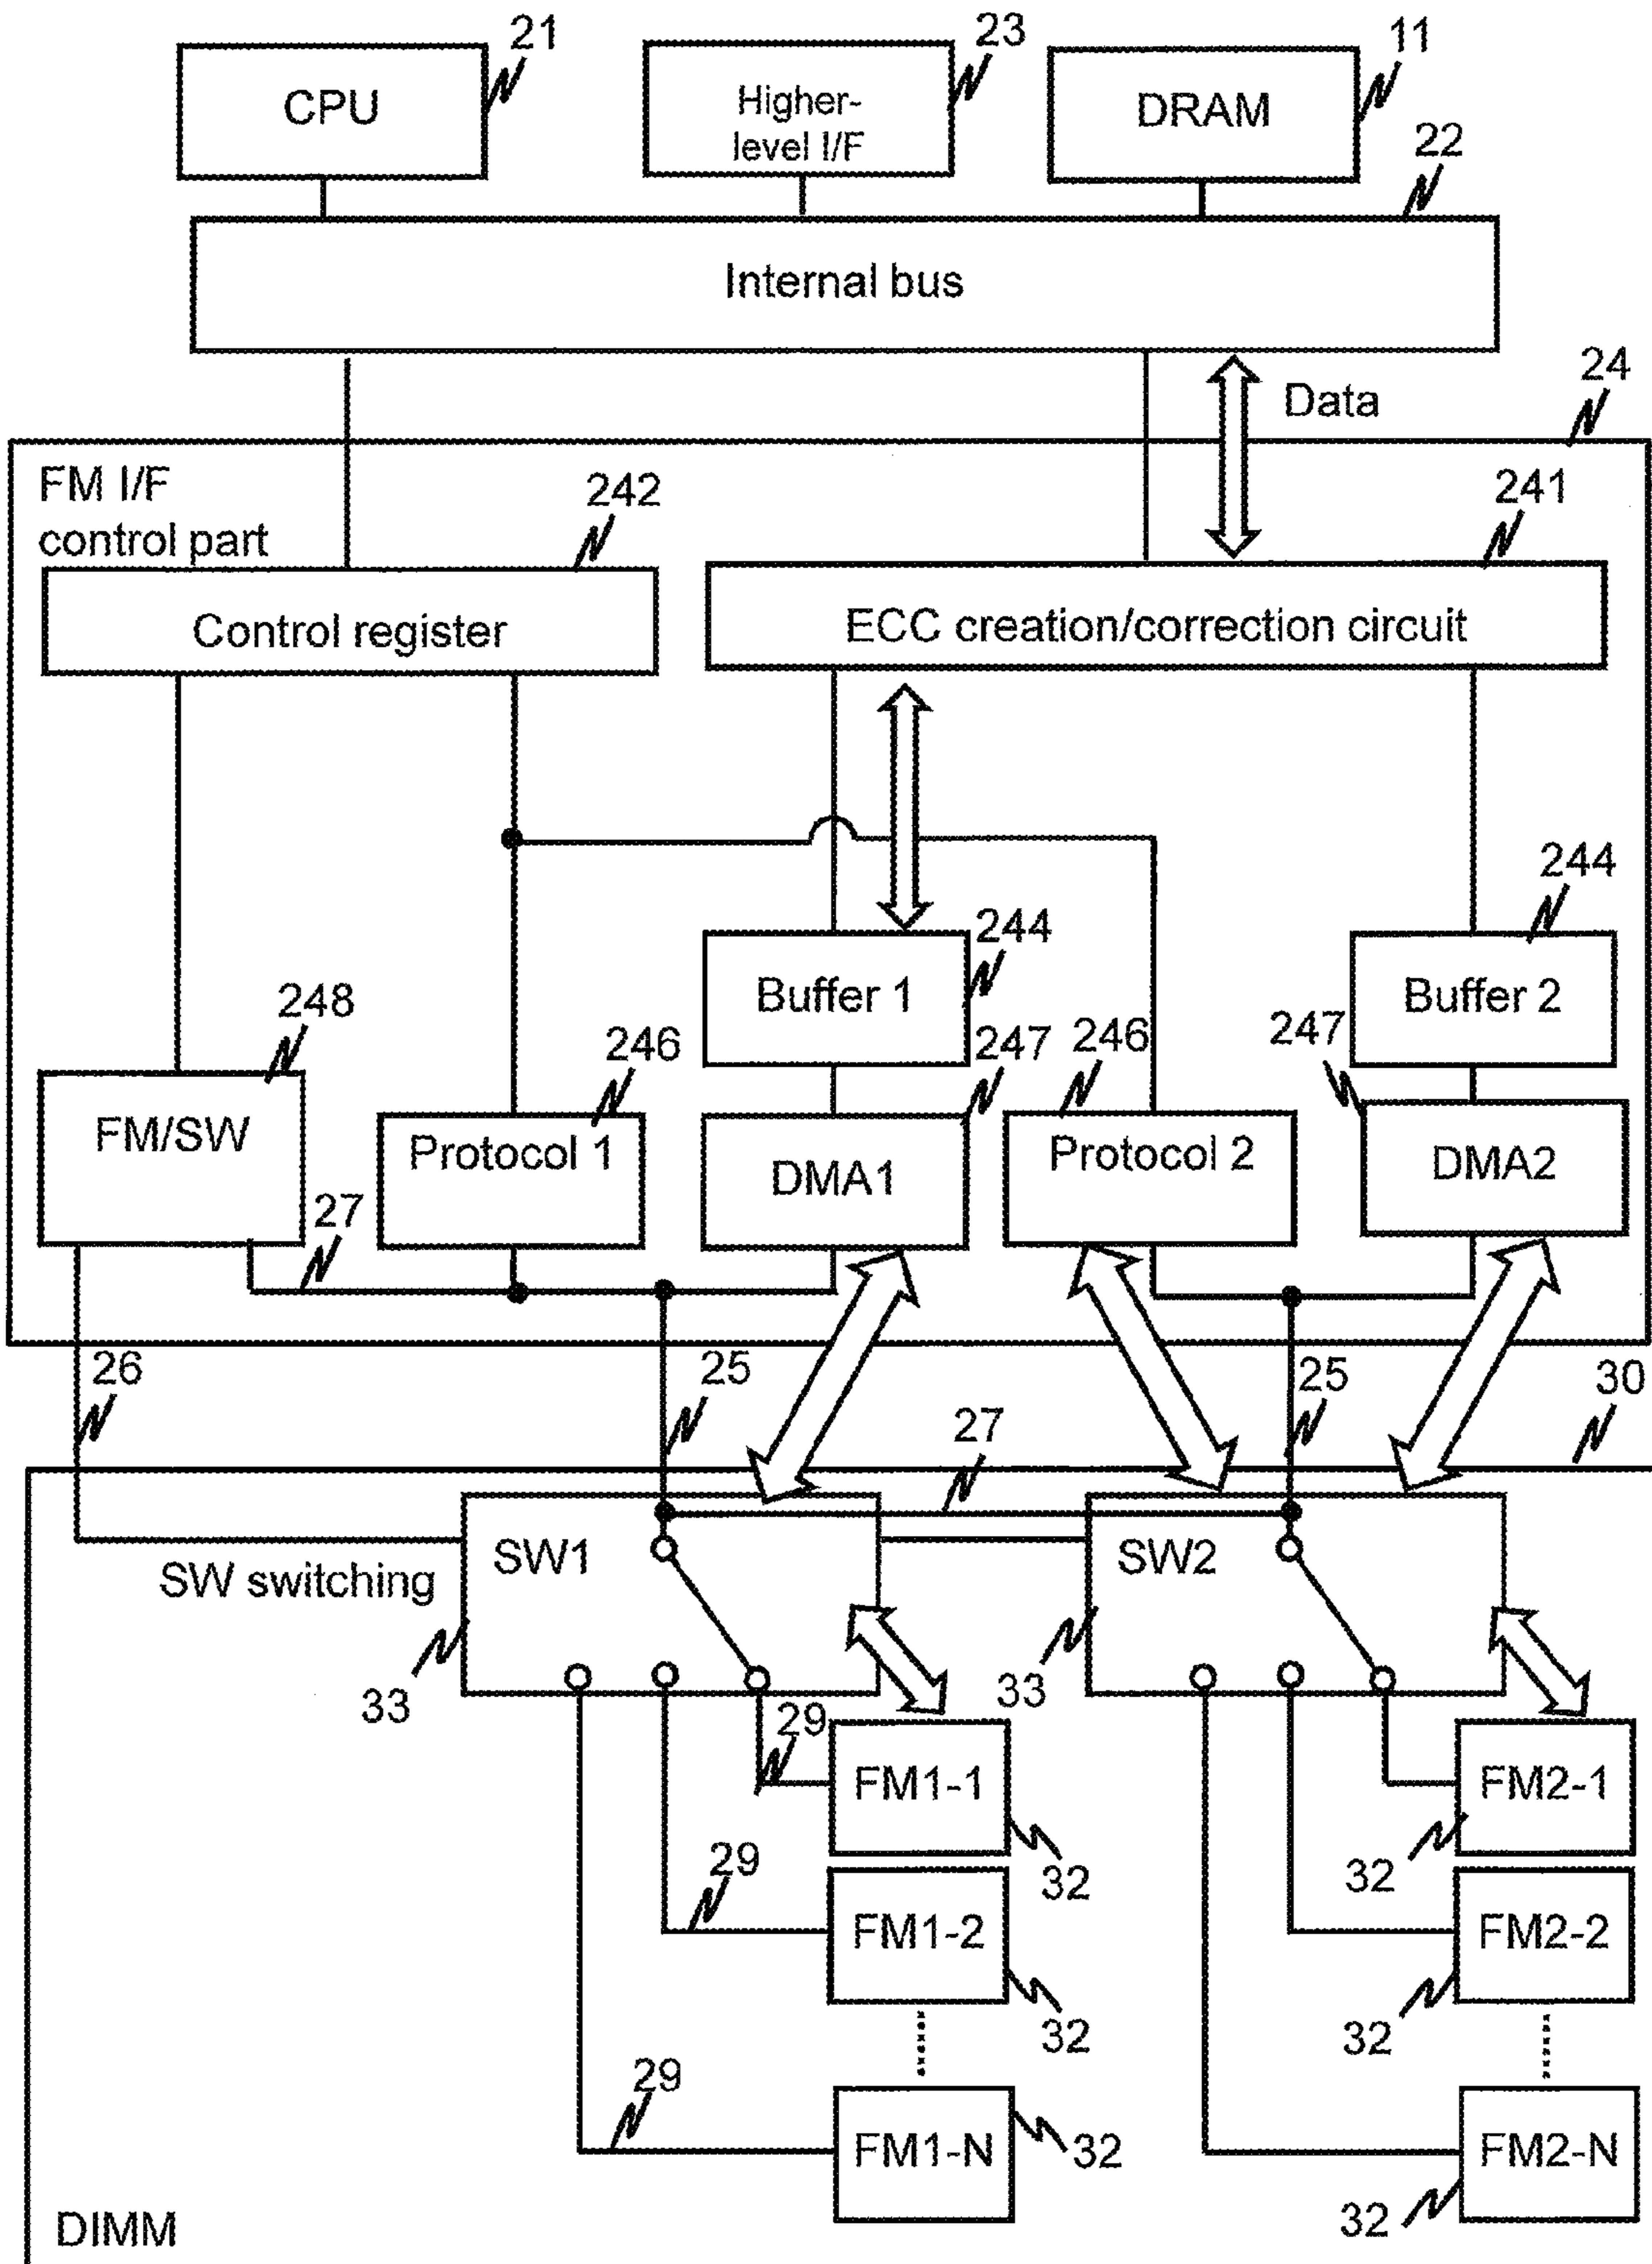 21
23
11
CPU
Higher-
level I/F
DRAM
22
Internal bus
24
Data
FM I/F
control part
242
241
Control register
ECC creation/correction circuit
244
244
Buffer 1
Buffer 2
248
246
247
246
247
FM/SW
Protocol 1
DMA1
Protocol 2
DMA2
27
26
25
25
30
27
SW1
SW2
SW switching
33
33
29
FM1-1
FM2-1
32
32
29
FM1-2
FM2-2
32
32
29
FM1-N
32
FM2-N
32
DIMM